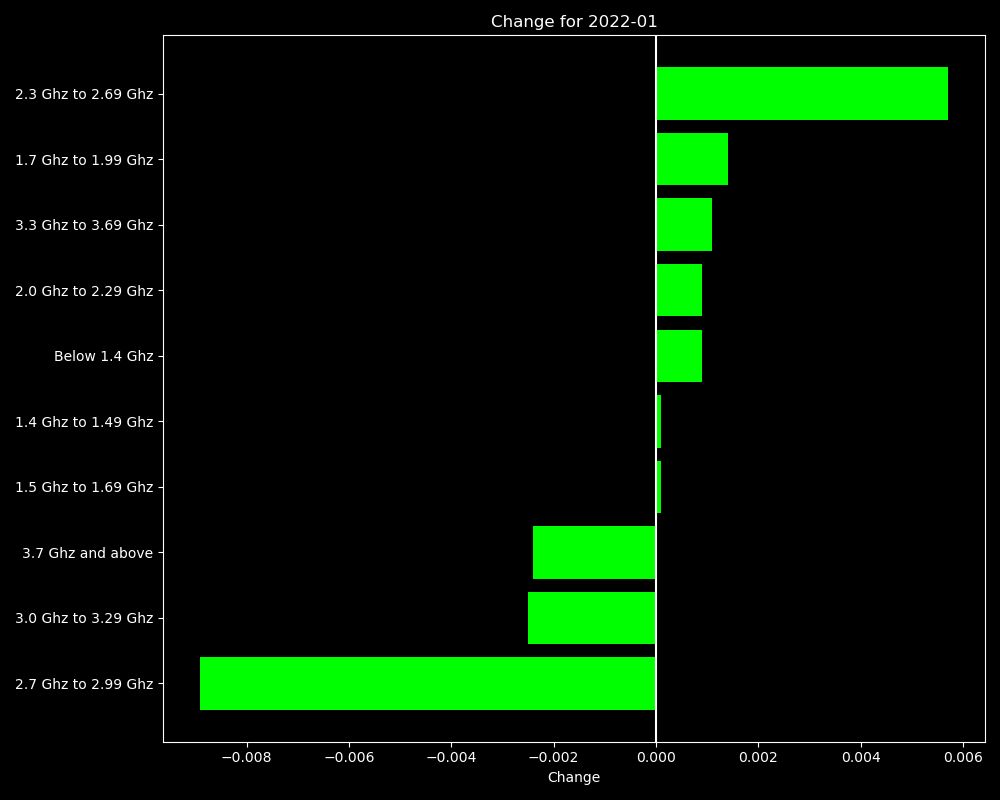 Change for 2022-01
2.3 Ghz to 2.69 Ghz
1.7 Ghz to 1.99 Ghz
3.3 Ghz to 3.69 Ghz
2.0 Ghz to 2.29 Ghz
Below 1.4 Ghz
1.4 Ghz to 1.49 Ghz
1.5 Ghz to 1.69 Ghz
3.7 Ghz and above
3.0 Ghz to 3.29 Ghz
2.7 Ghz to 2.99 Ghz
−0.008 −0.006 −0.004 −0.002 0.000 0.002 0.004 0.006
Change